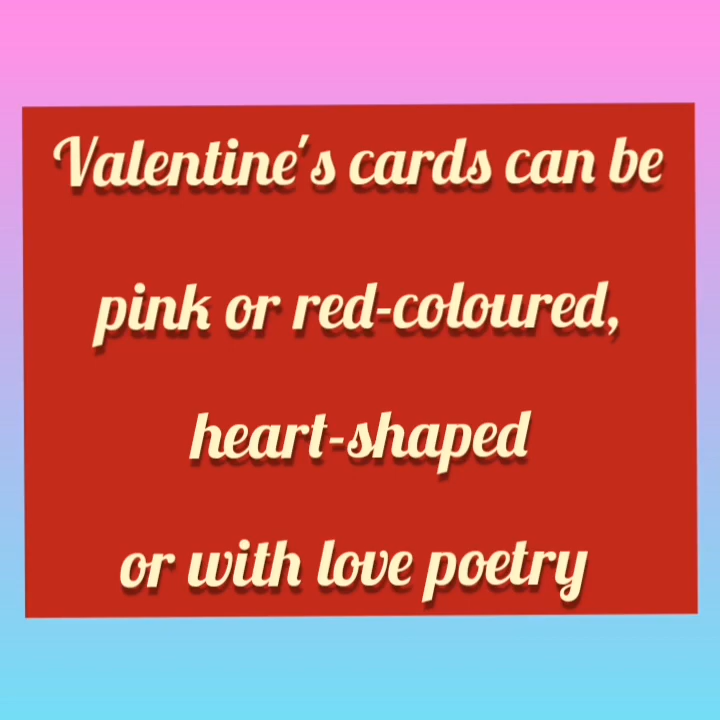 Valentine's cards can be
pink or red-coloured,
heart-shaped
or with love poetry